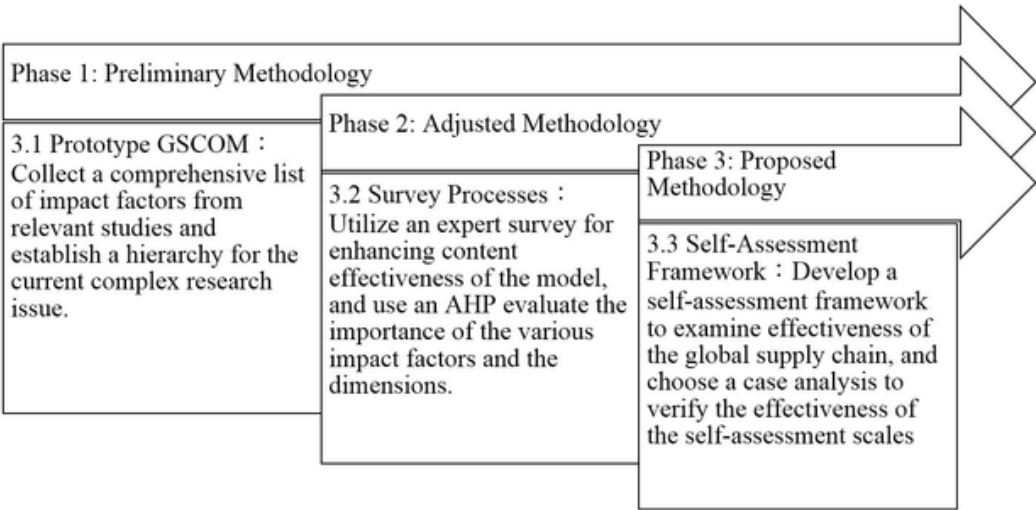 Phase 1: Preliminary Methodology
3.1 Prototype GSCOM：
Collect a comprehensive list
of impact factors from
relevant studies and
establish a hierarchy for the
current complex research
issue.
Phase 2: Adjusted Methodology
3.2 Survey Processes：
Utilize an expert survey for
enhancing content
effectiveness of the model,
and use an AHP evaluate the
importance of the various
impact factors and the
dimensions.
Phase 3: Proposed
Methodology
3.3 Self-Assessment
Framework：Develop a
self-assessment framework
to examine effectiveness of
the global supply chain, and
choose a case analysis to
verify the effectiveness of
the self-assessment scales